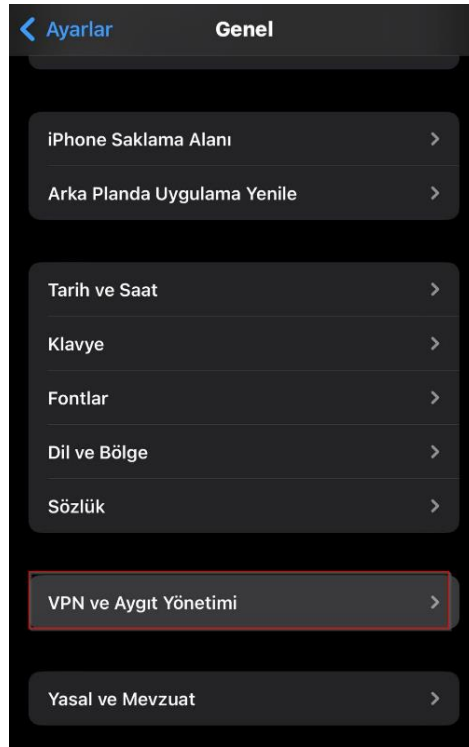 Ayarlar
Genel
iPhone Saklama Alanı
Arka Planda Uygulama Yenile
Tarih ve Saat
Klavye
Fontlar
Dil ve Bölge
Sözlük
VPN ve Aygıt Yönetimi
Yasal ve Mevzuat